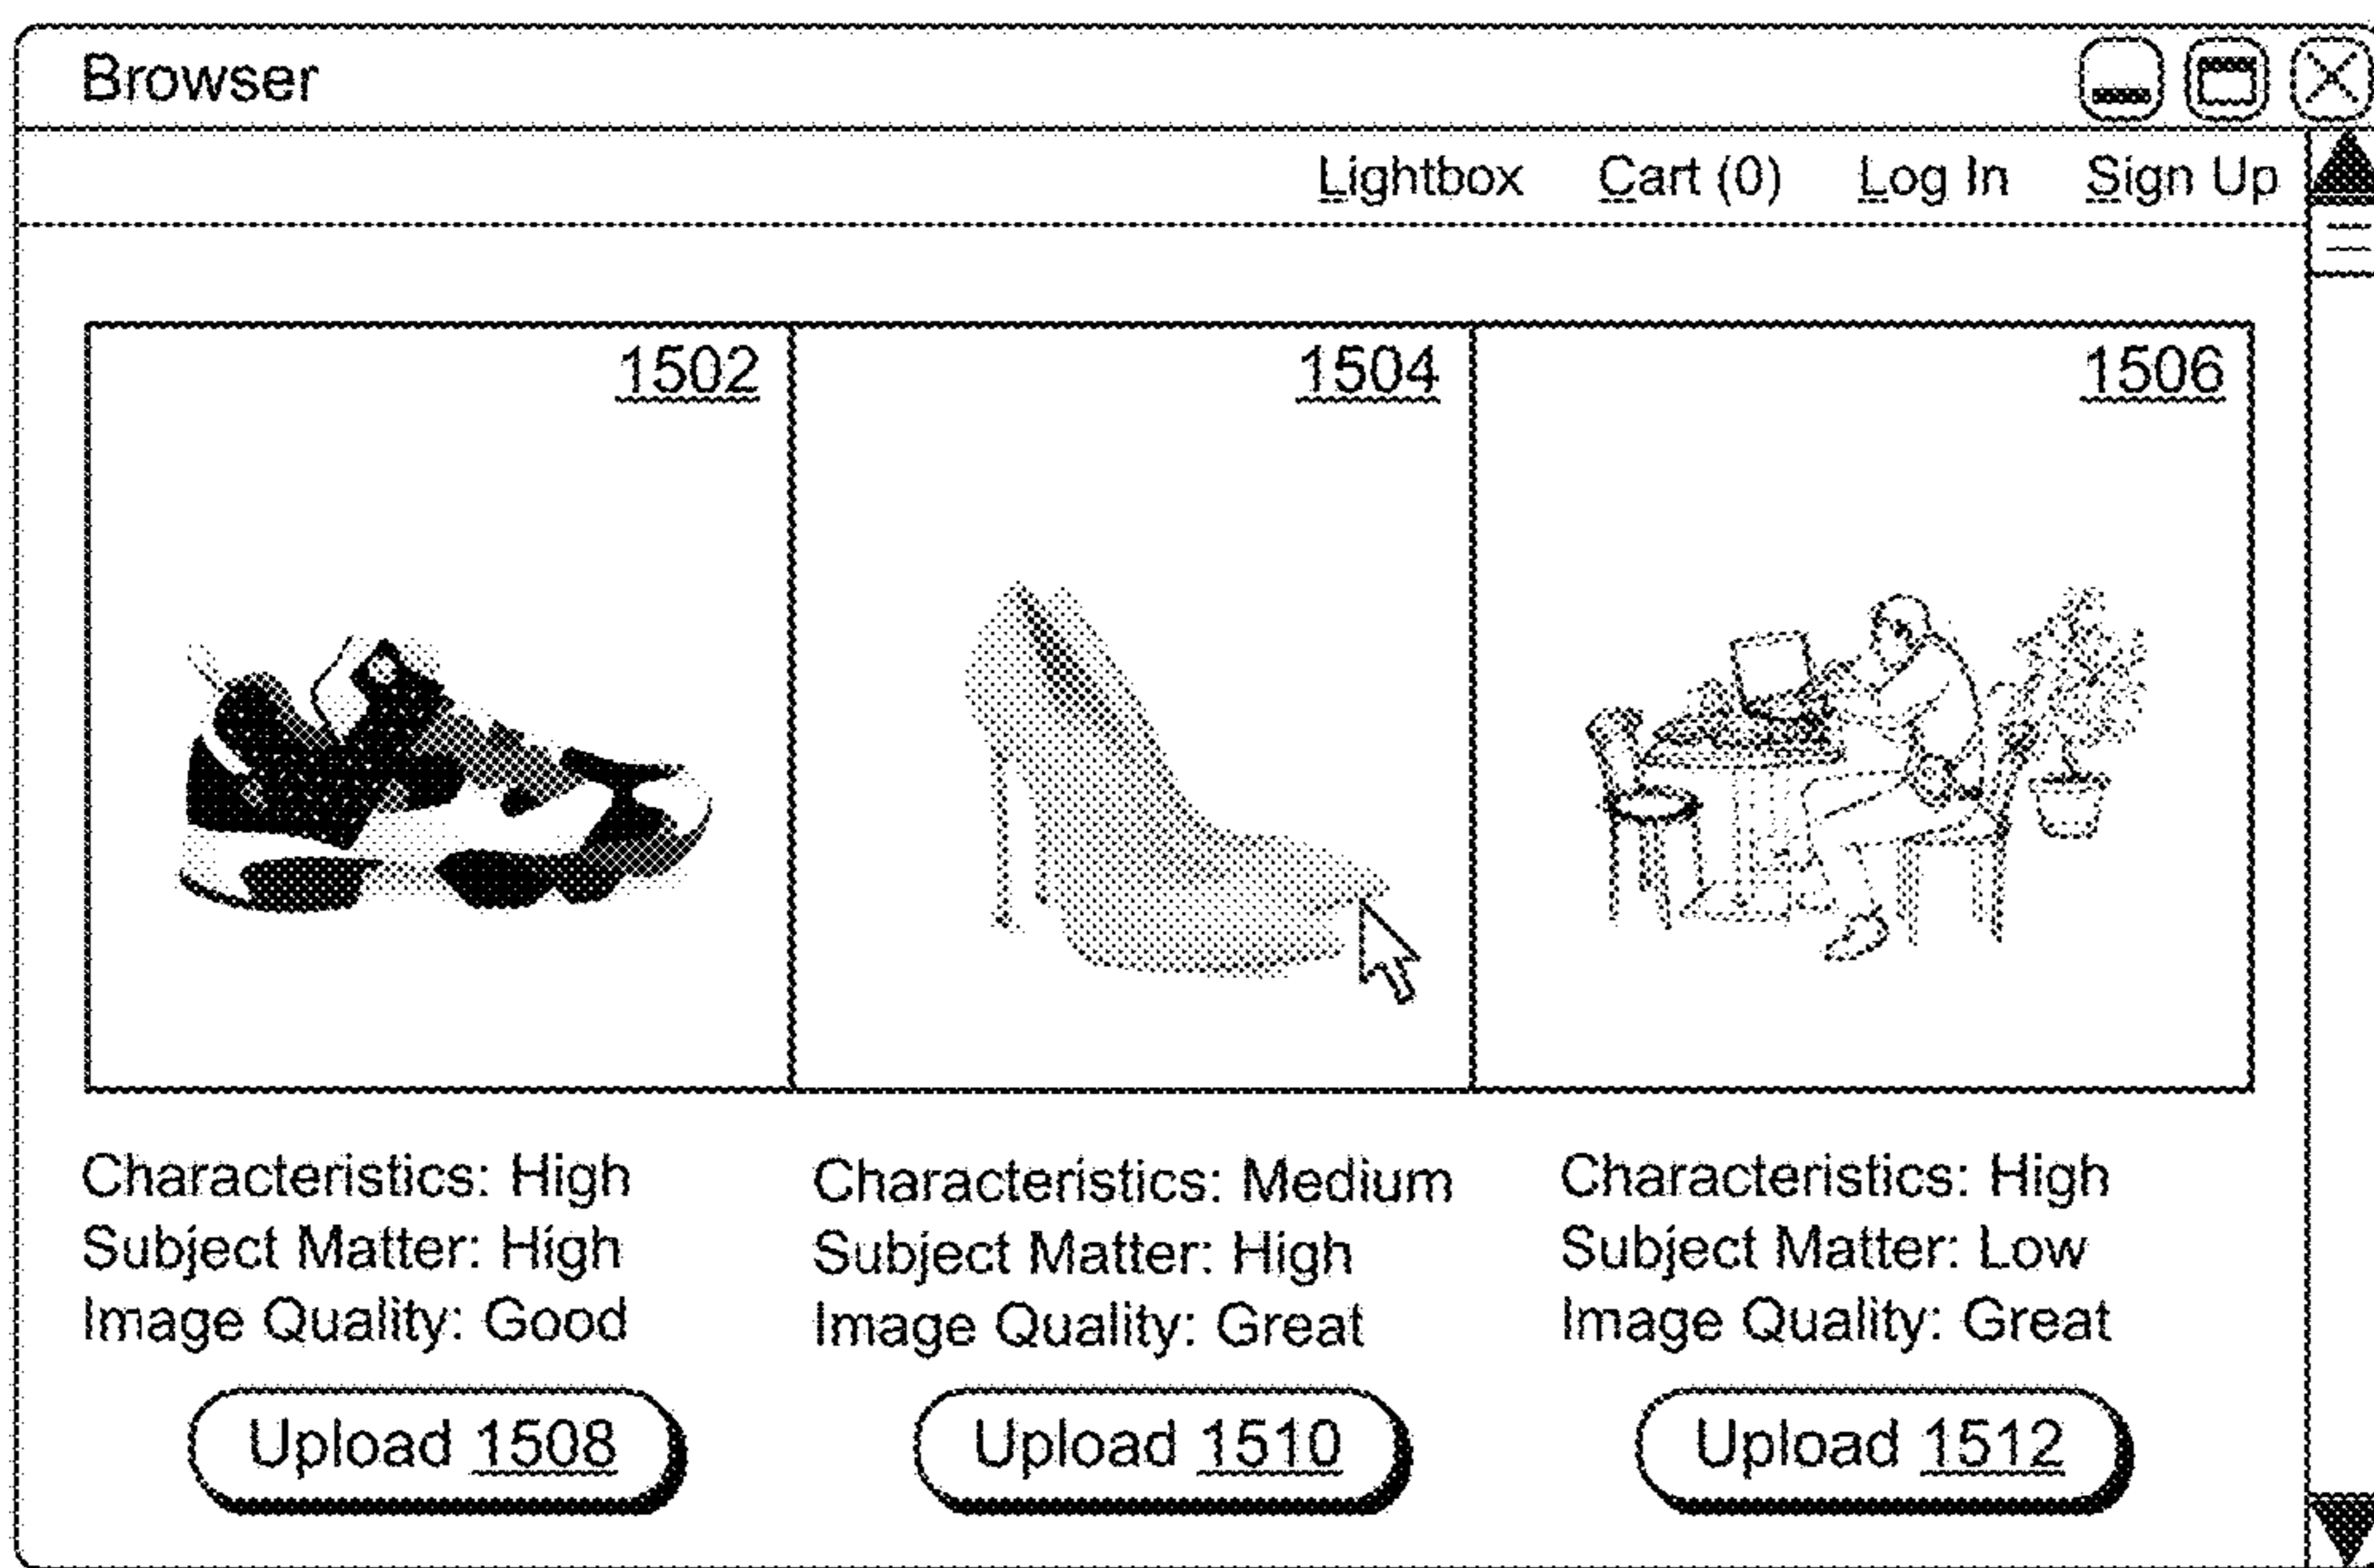 Browser
Lightbox Cart (0) Log In Sign Up
1502 1504 1506
Characteristics: High Characteristics: Medium Characteristics: High
Subject Matter: High Subject Matter: High Subject Matter: Low
Image Quality: Good Image Quality: Great Image Quality: Great
Upload 1508 Upload 1510 Upload 1512